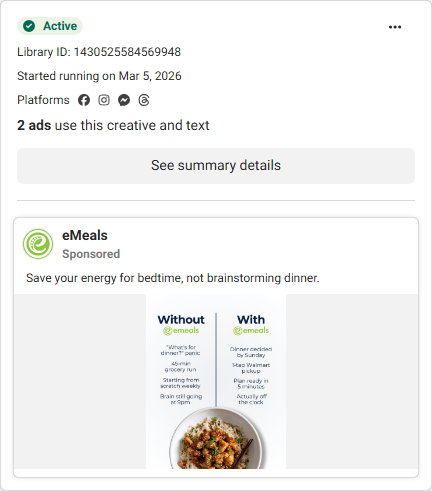 Active
Library ID: 1430525584569948
Started running on Mar 5, 2026
Platforms
2 ads use this creative and text
See summary details
eMeals
Sponsored
Save your energy for bedtime, not brainstorming dinner.
Without
emeals
"What's for
dinner?" panic
45-min
grocery run
Starting from
scratch weekly
Brain still going
at 9pm
With
emeals
Dinner decided
by Sunday
1-tap Walmart
pickup
Plan ready in
5 minutes
Actually off
the clock